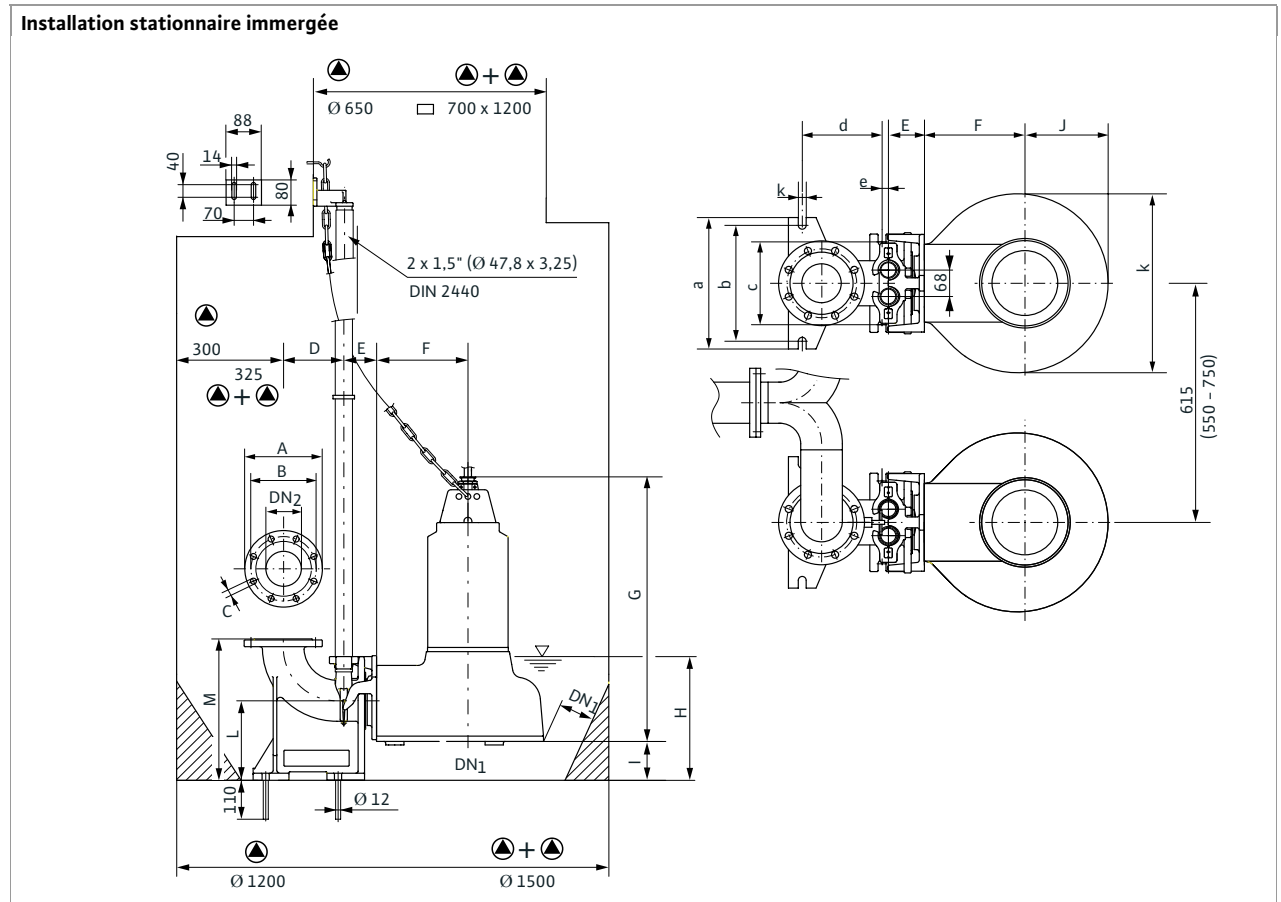 Installation stationnaire immergée
+
Ø 650
700 x 1200
88
40
14
80
70
2 x 1,5" (Ø 47,8 x 3,25)
DIN 2440
300
D
E
F
325
+
A
B
DN2
C
G
M
L
H
I
DN1
DN1
110
Ø 12
+
Ø 1200
Ø 1500
d
E
F
J
e
k
a
b
c
68
k
615
(550 – 750)